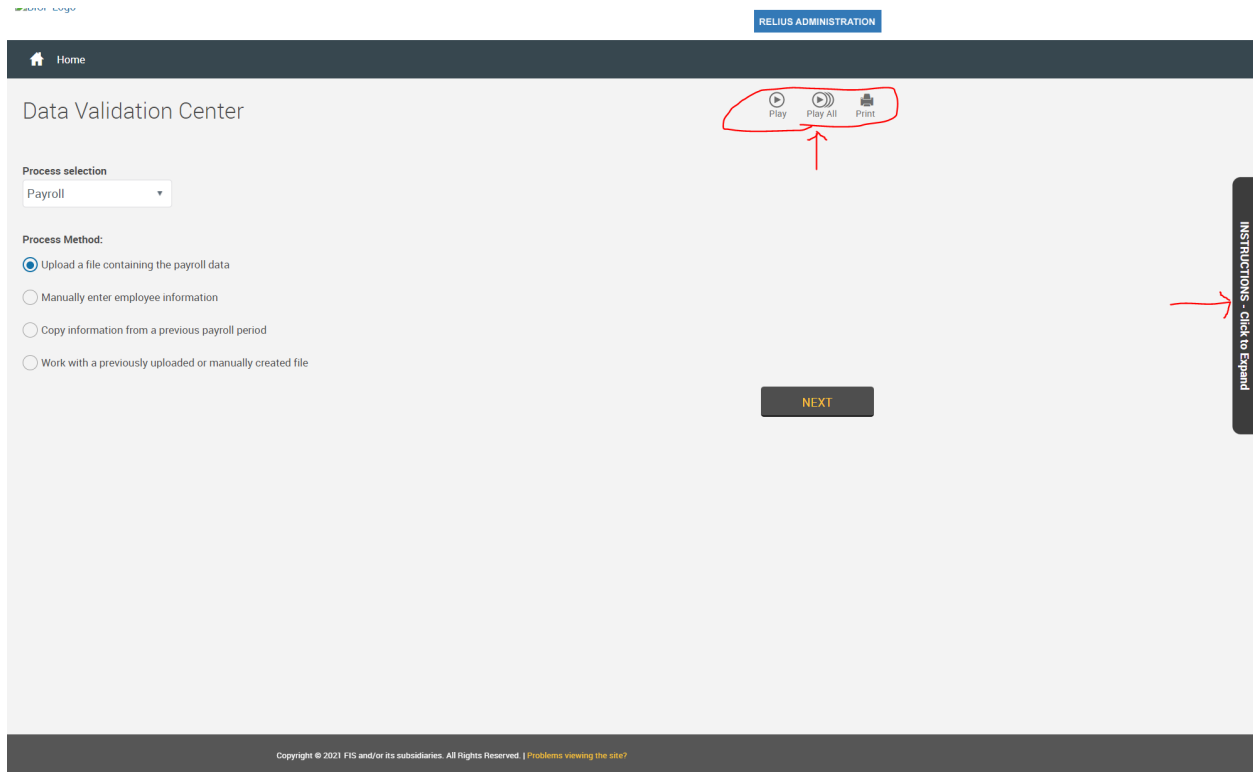 RELIUS ADMINISTRATION
Home
Data Validation Center
Play Play All Print
Process selection
Payroll
Process Method:
Upload a file containing the payroll data
Manually enter employee information
Copy information from a previous payroll period
Work with a previously uploaded or manually created file
NEXT
INSTRUCTIONS - Click to Expand
Copyright © 2021 FIS and/or its subsidiaries. All Rights Reserved. | Problems viewing the site?